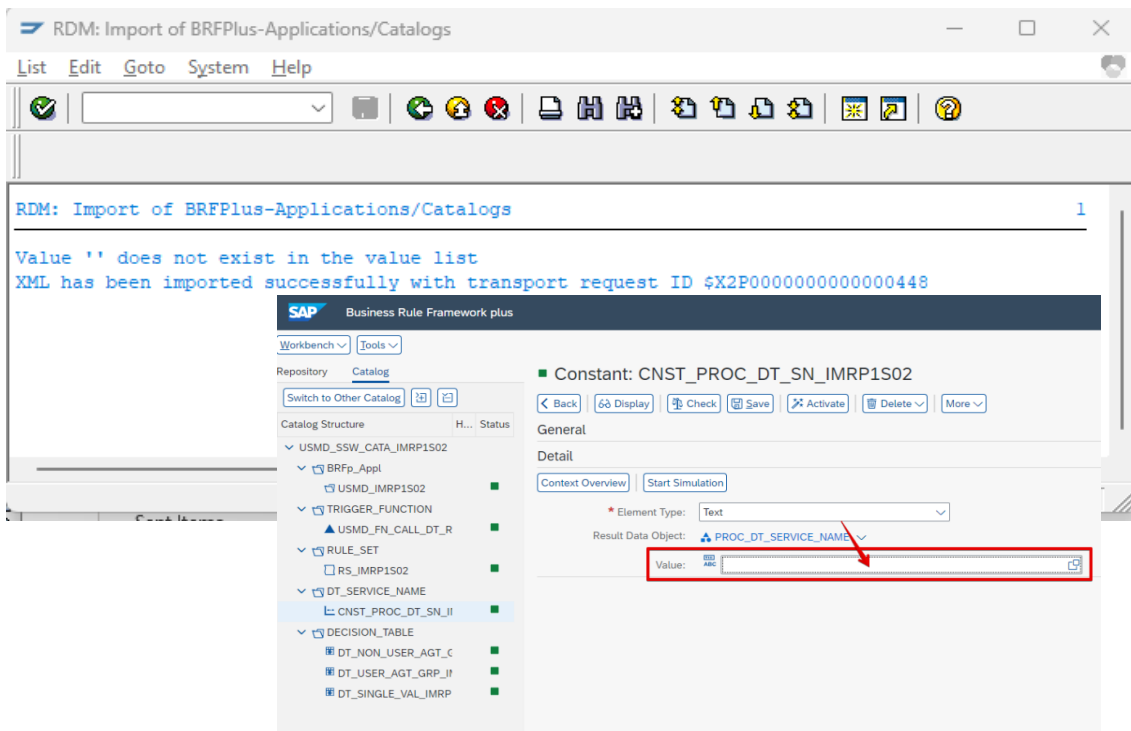 RDM: Import of BRFPlus-Applications/Catalogs
List Edit Goto System Help
RDM: Import of BRFPlus-Applications/Catalogs 1
Value '' does not exist in the value list
XML has been imported successfully with transport request ID $X2P0000000000000448
SAP Business Rule Framework plus
Workbench Tools
Repository Catalog
Switch to Other Catalog
Catalog Structure H... Status
USMD_SSW_CATA_IMRP1S02
BRFp_Appl
USMD_IMRP1S02
TRIGGER_FUNCTION
USMD_FN_CALL_DT_R
RULE_SET
RS_IMRP1S02
DT_SERVICE_NAME
CNST_PROC_DT_SN_II
DECISION_TABLE
DT_NON_USER_AGT_C
DT_USER_AGT_GRP_IM
DT_SINGLE_VAL_IMRP
Constant: CNST_PROC_DT_SN_IMRP1S02
Back Display Check Save Activate Delete More
General
Detail
Context Overview Start Simulation
* Element Type: Text
Result Data Object: PROC_DT_SERVICE_NAME
Value: ABC